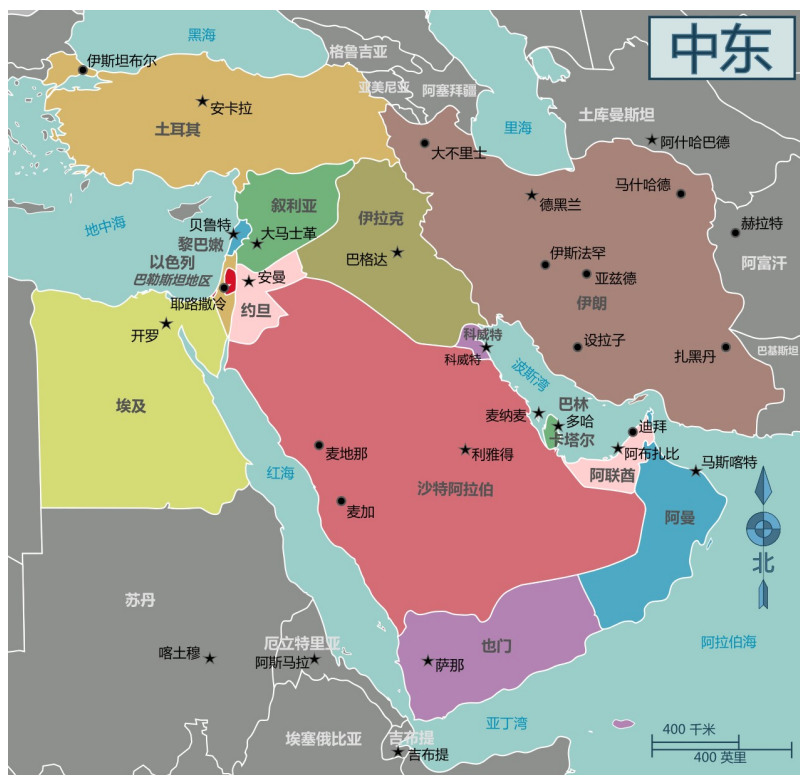 中东
黑海
伊斯坦布尔
格鲁吉亚
亚美尼亚
阿塞拜疆
安卡拉
土耳其
里海
土库曼斯坦
阿什哈巴德
大不里士
马什哈德
德黑兰
叙利亚
伊拉克
地中海
贝鲁特
大马士革
黎巴嫩
赫拉特
以色列
巴格达
伊斯法罕
阿富汗
巴勒斯坦地区
安曼
亚兹德
耶路撒冷
约旦
伊朗
开罗
科威特
科威特
设拉子
扎黑丹
巴基斯坦
波斯湾
埃及
麦纳麦
巴林
多哈
卡塔尔
迪拜
麦地那
利雅得
阿布扎比
马斯喀特
红海
沙特阿拉伯
阿联酋
麦加
阿曼
北
苏丹
厄立特里亚
也门
阿拉伯海
喀土穆
阿斯马拉
萨那
亚丁湾
埃塞俄比亚
吉布提
吉布提
400 千米
400 英里